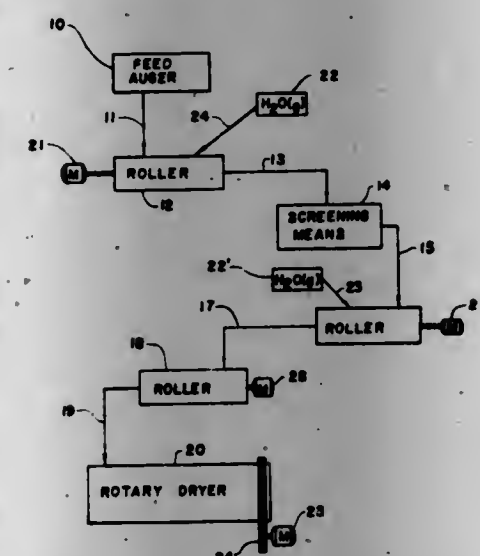 10
FEED
AUGER
22
H2O(g)
11
24
21
M
ROLLER
13
12
14
SCREENING
MEANS
15
22'
H2O(g)
23
17
ROLLER
2
M
18
ROLLER
M
28
19
20
ROTARY DRYER
M
23